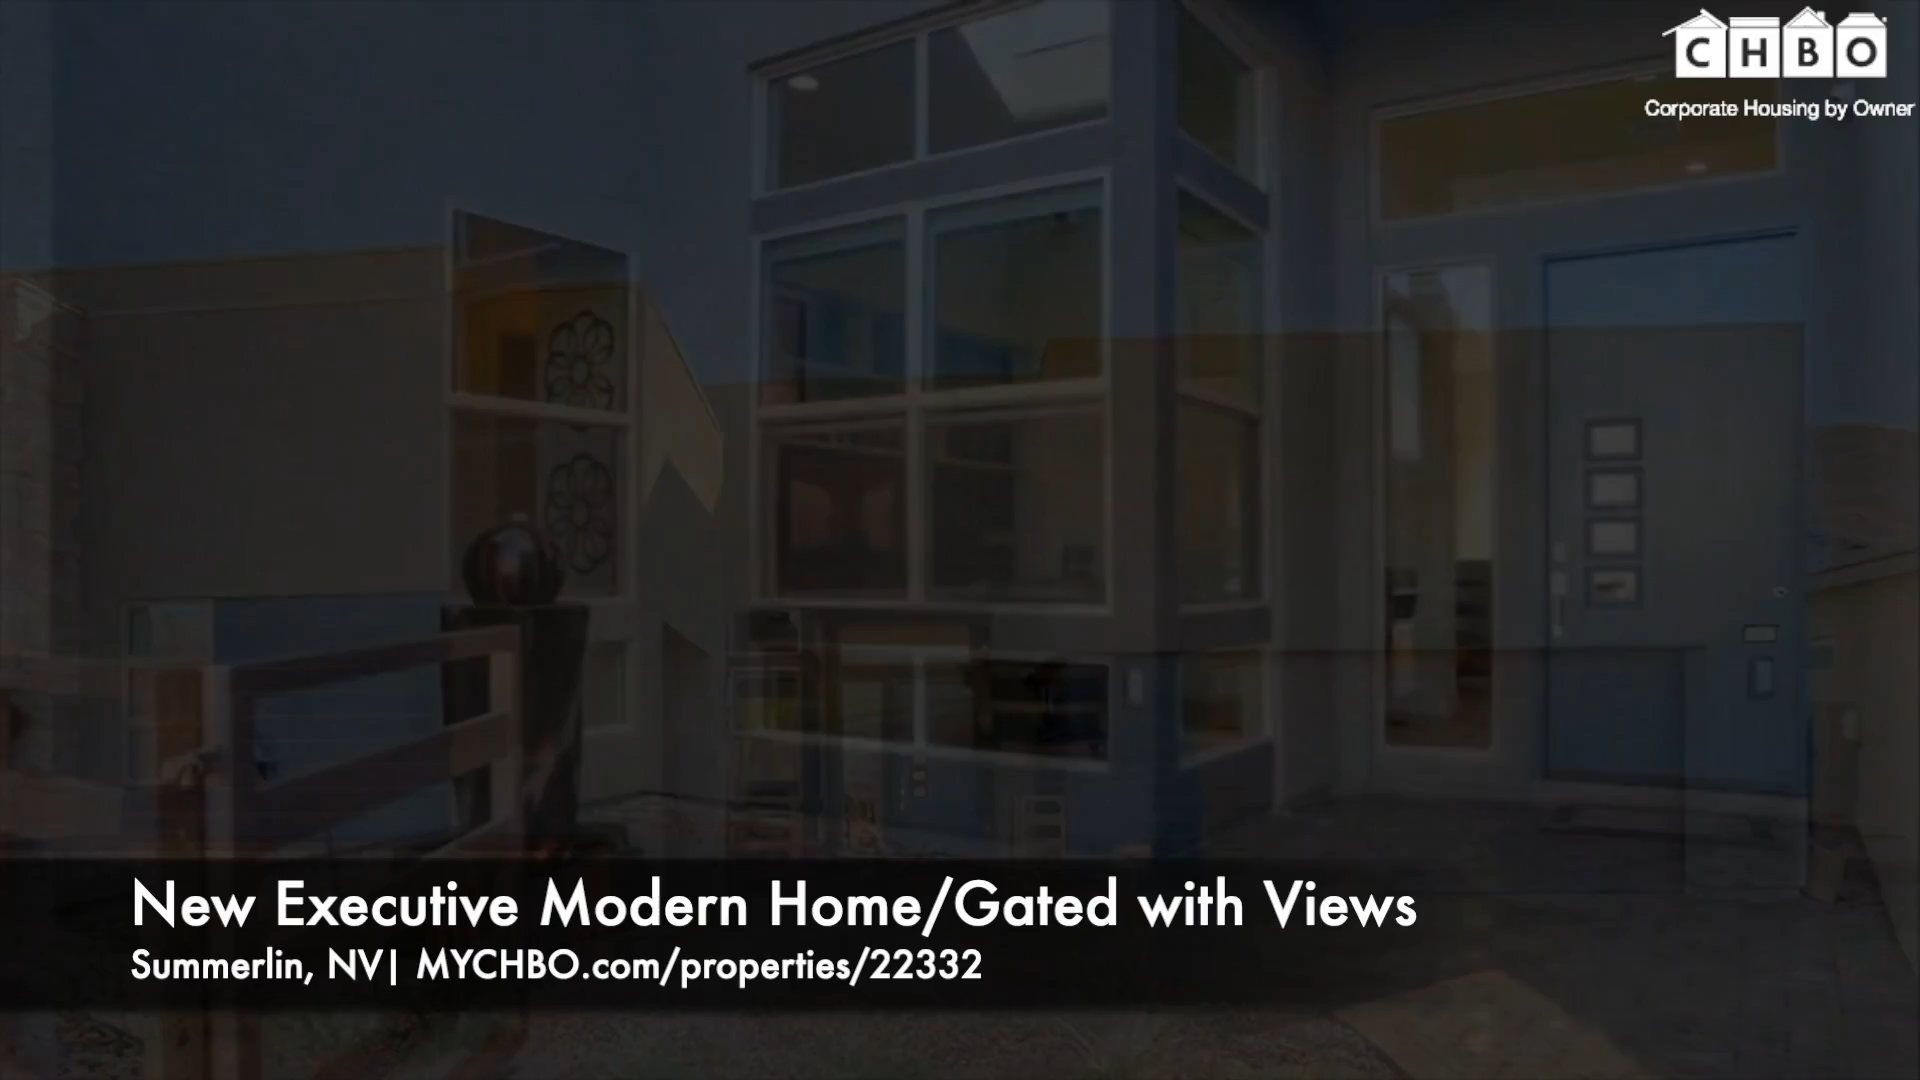 CHBO
Corporate Housing by Owner
New Executive Modern Home/Gated with Views
Summerlin, NV| MYCHBO.com/properties/22332